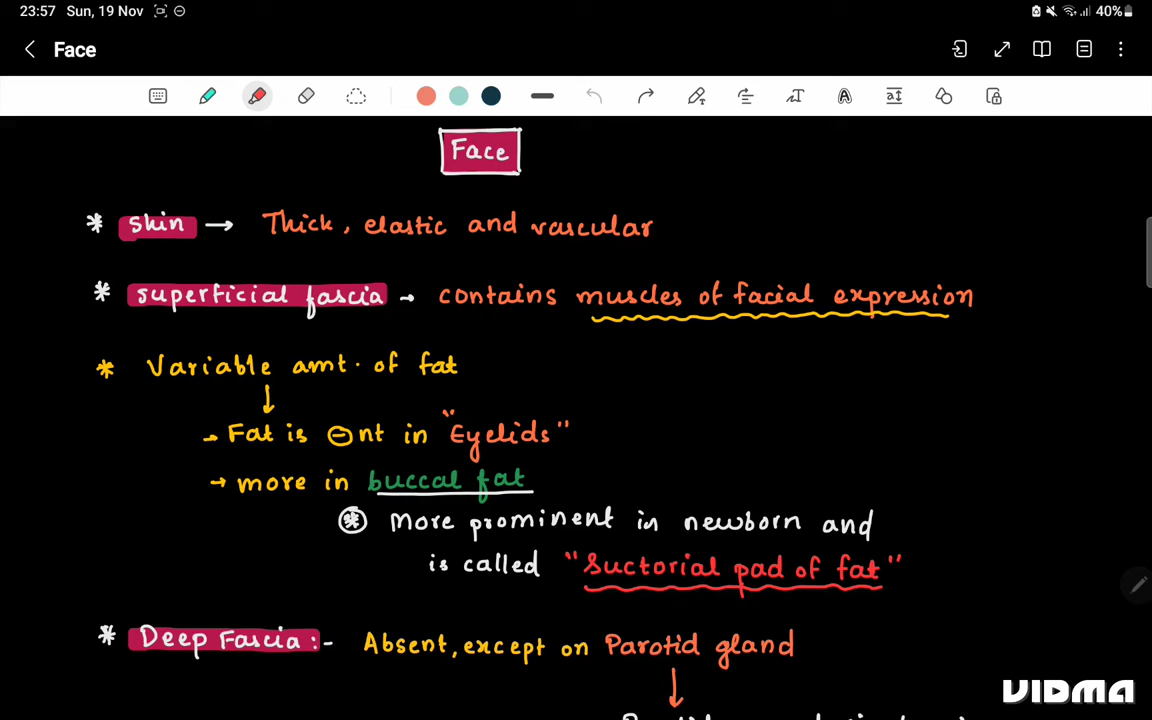 23:57 Sun, 19 Nov 40%
Face
Face
* Skin → Thick, elastic and vascular
* superficial fascia → contains muscles of facial expression
* Variable amt. of fat
↓
→ Fat is ⊖nt in "Eyelids"
→ more in buccal fat
⊛ More prominent in newborn and
is called "Suctorial pad of fat"
* Deep Fascia:- Absent, except on Parotid gland
↓
VIDMA